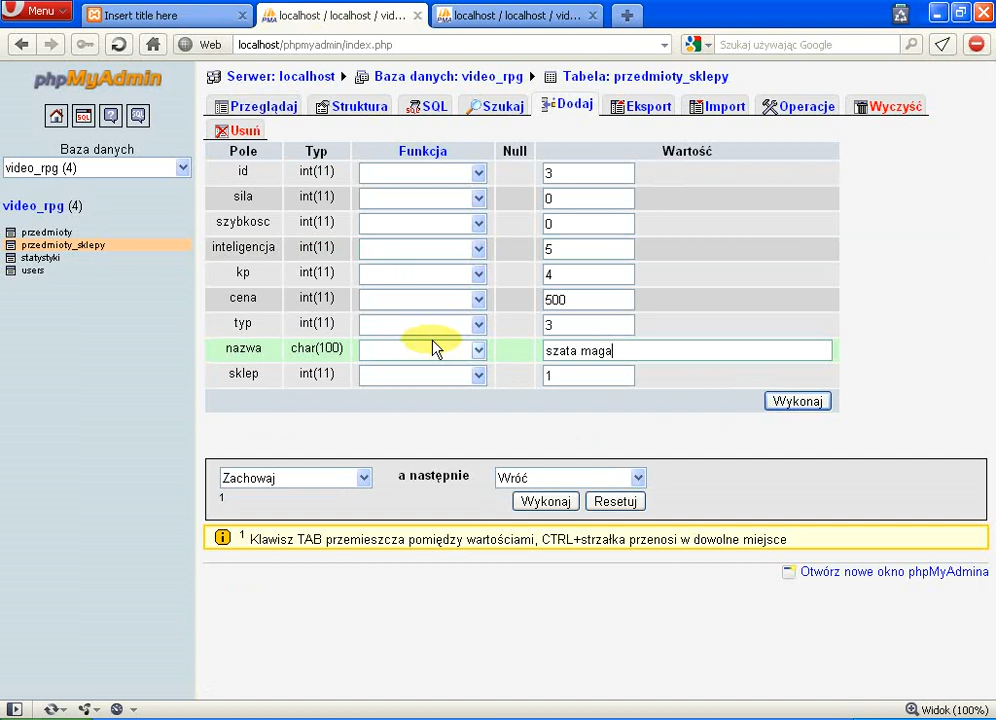 Menu
Insert title here
localhost / localhost / vid...
localhost / localhost / vid...
Web
localhost/phpmyadmin/index.php
Szukaj używając Google
phpMyAdmin
SQL
Baza danych
video_rpg (4)
video_rpg (4)
przedmioty
przedmioty_sklepy
statystyki
users
Serwer: localhost
Baza danych: video_rpg
Tabela: przedmioty_sklepy
Przeglądaj
Struktura
SQL
Szukaj
Dodaj
Eksport
Import
Operacje
Wyczyść
Usuń
Pole Typ Funkcja Null Wartość
id int(11) 3
sila int(11) 0
szybkosc int(11) 0
inteligencja int(11) 5
kp int(11) 4
cena int(11) 500
typ int(11) 3
nazwa char(100) szata maga
sklep int(11) 1
Wykonaj
Zachowaj a następnie Wróć
1
Wykonaj Resetuj
1 Klawisz TAB przemieszcza pomiędzy wartościami, CTRL+strzałka przenosi w dowolne miejsce
Otwórz nowe okno phpMyAdmina
Widok (100%)